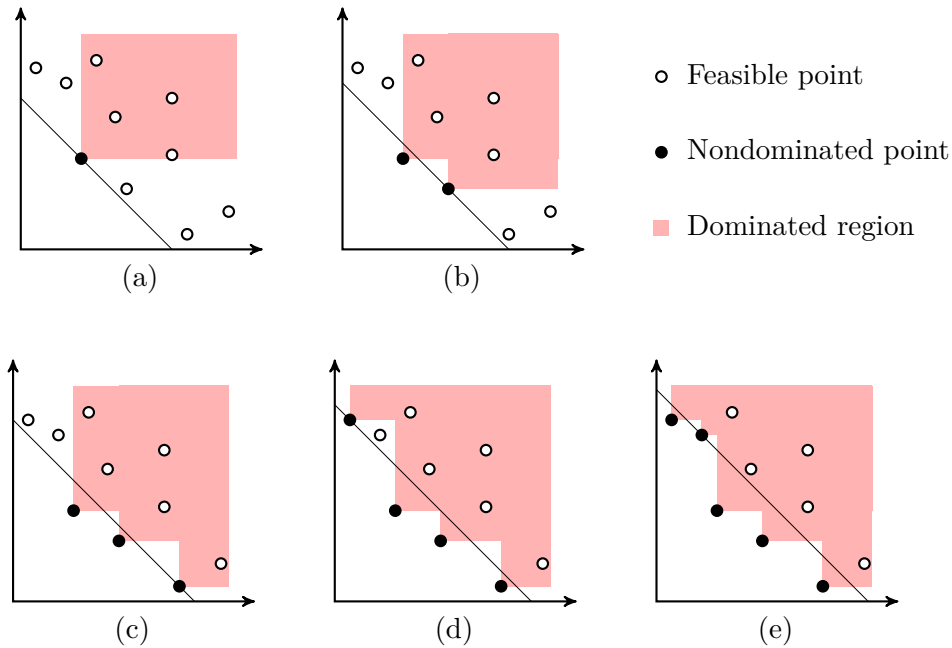 Feasible point
Nondominated point
Dominated region
(a)
(b)
(c)
(d)
(e)